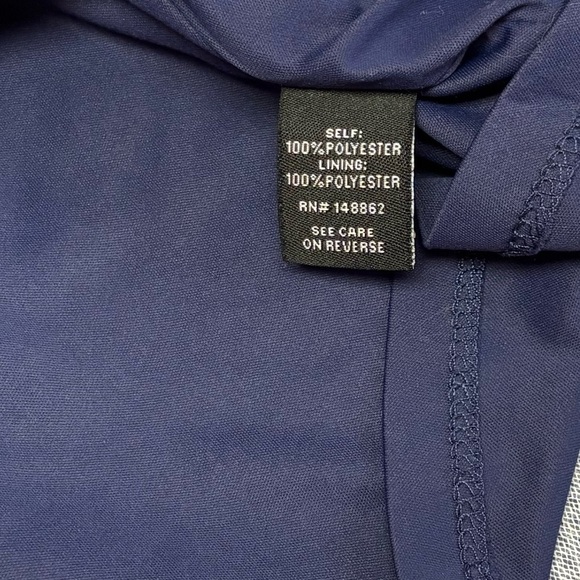 SELF:
100%POLYESTER
LINING:
100%POLYESTER
RN# 148862
SEE CARE
ON REVERSE